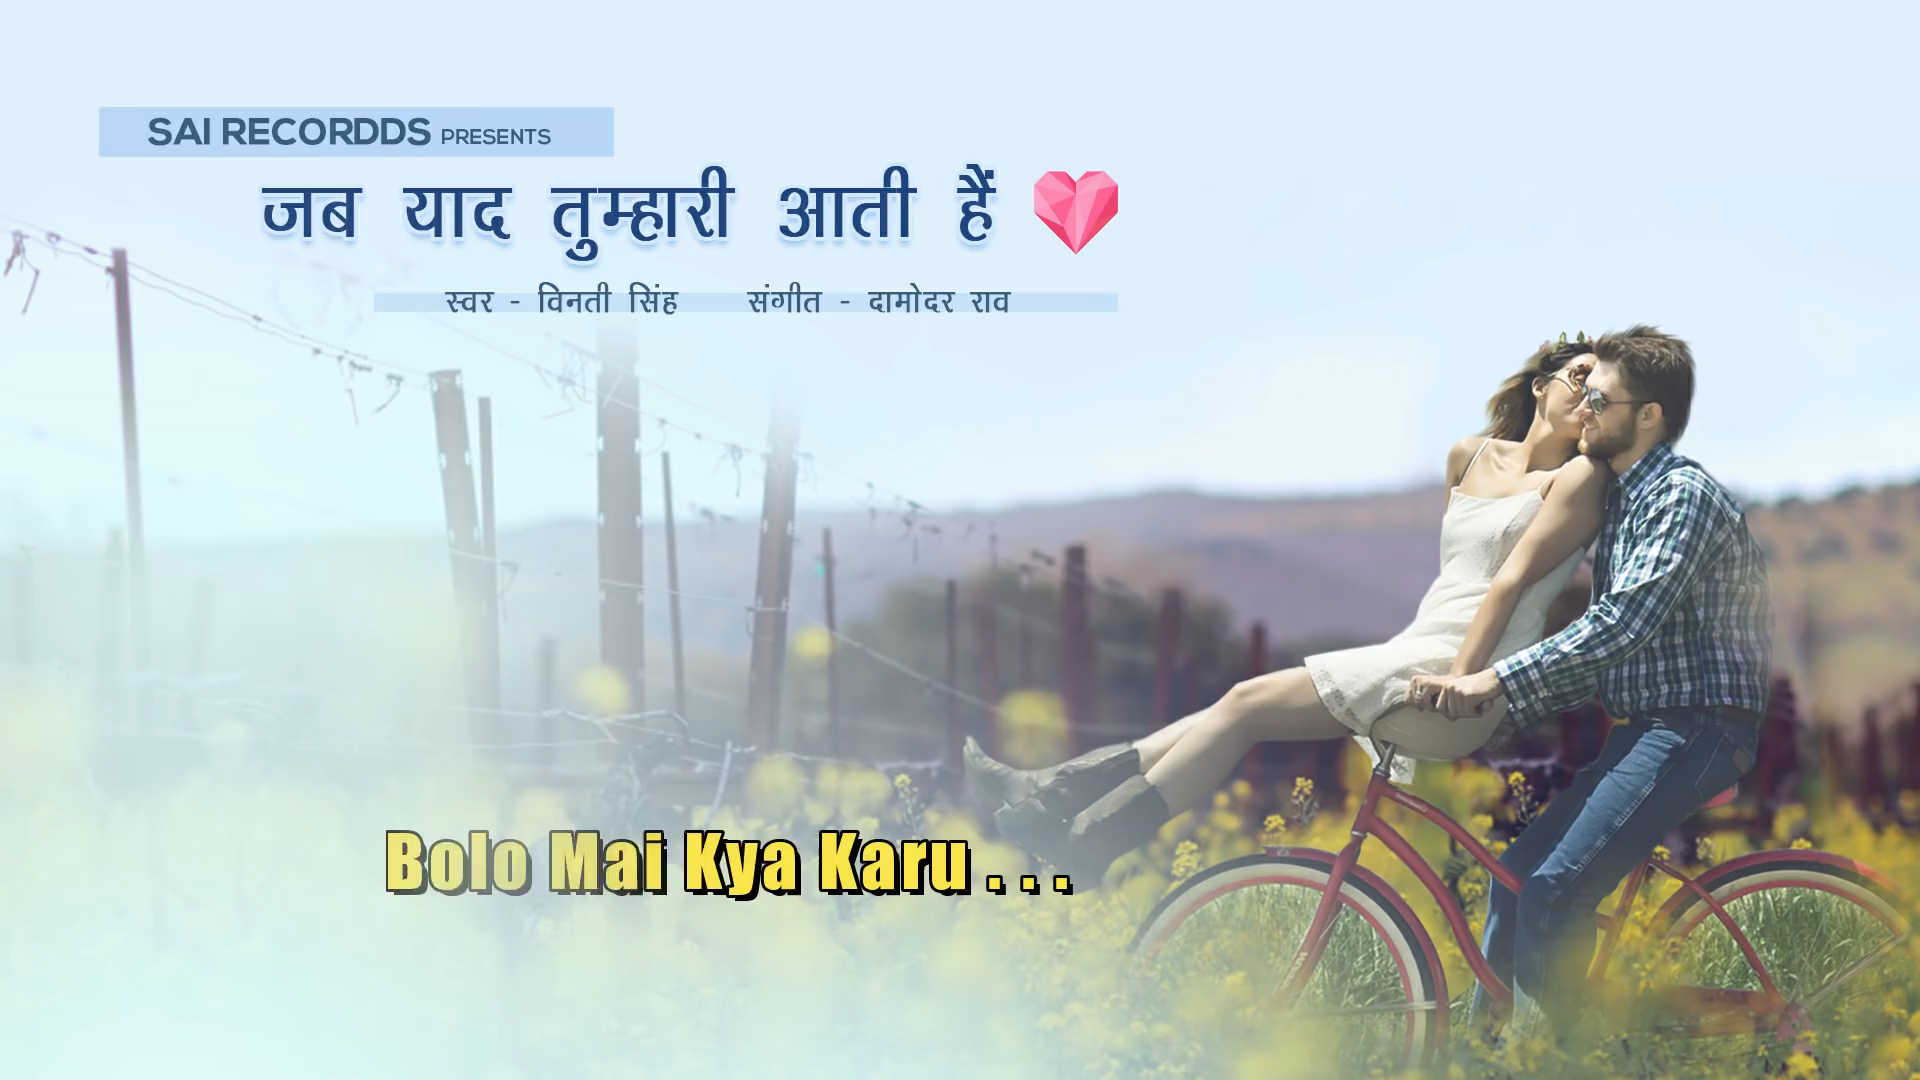 SAI RECORDDS PRESENTS
जब याद तुम्हारी आती हैं
स्वर - विनती सिंह संगीत - दामोदर राव
Bolo Mai Kya Karu . . .